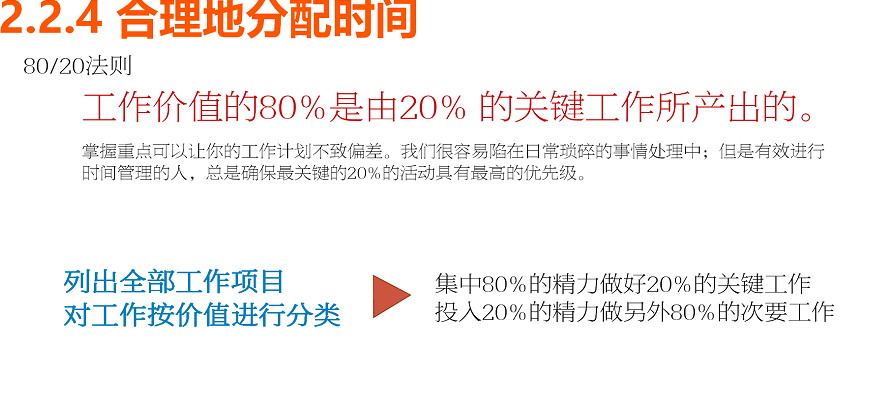 2.2.4 合理地分配时间
80/20法则
工作价值的80%是由20% 的关键工作所产出的。
掌握重点可以让你的工作计划不致偏差。我们很容易陷在日常琐碎的事情处理中；但是有效进行
时间管理的人，总是确保最关键的20%的活动具有最高的优先级。
列出全部工作项目
对工作按价值进行分类
集中80%的精力做好20%的关键工作
投入20%的精力做另外80%的次要工作